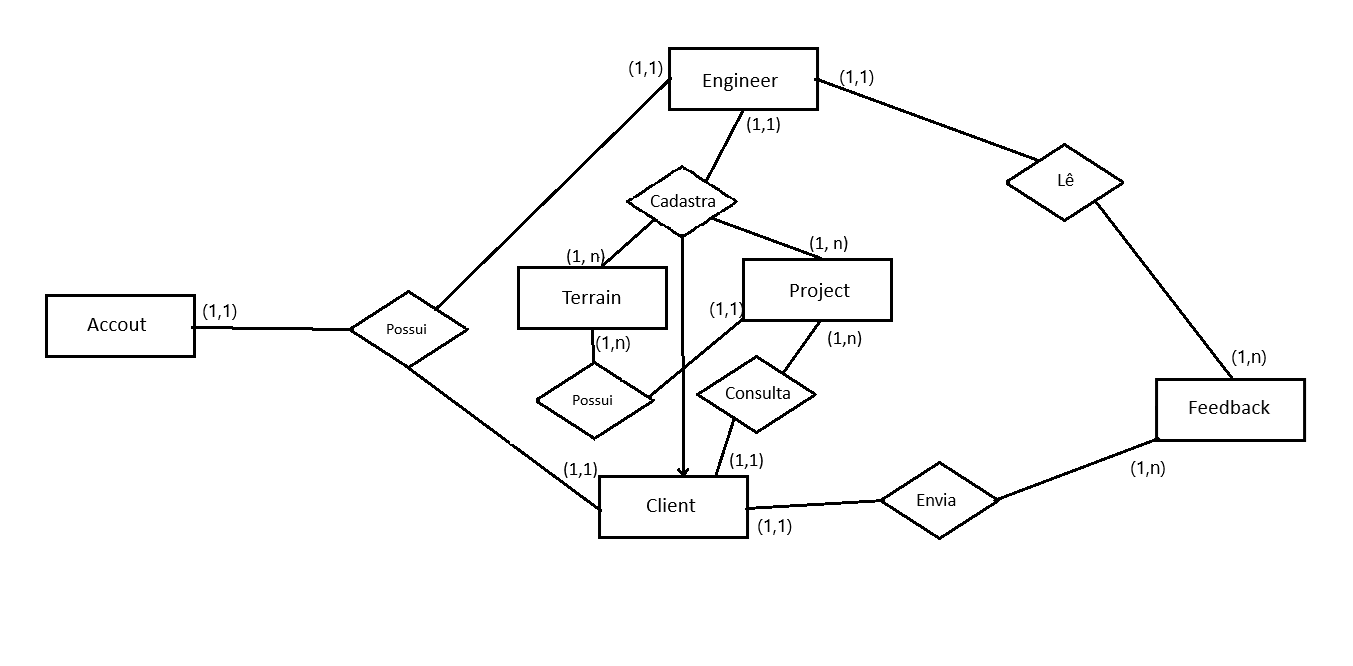 (1,1)
Engineer
(1,1)
(1,1)
Cadastra
Lê
(1, n)
(1, n)
Terrain
Project
(1,1)
Accout
(1,1)
Possui
(1,n)
(1,n)
Possui
Consulta
(1,n)
Feedback
(1,1)
(1,1)
(1,n)
Client
Envia
(1,1)